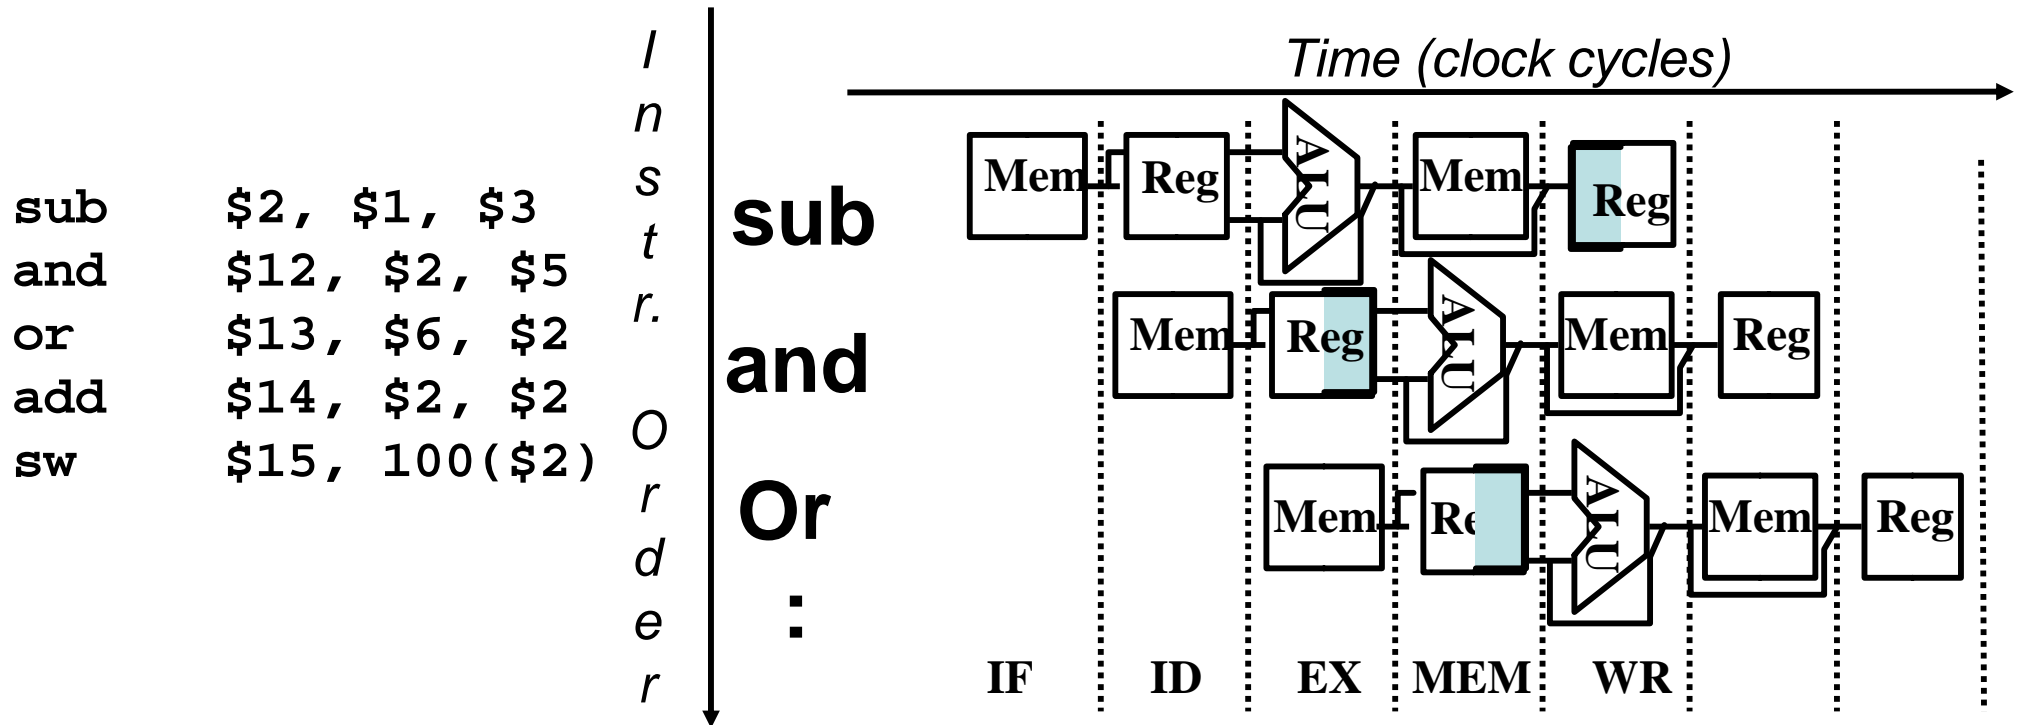 sub $2, $1, $3
and $12, $2, $5
or $13, $6, $2
add $14, $2, $2
sw $15, 100($2)
Instr. Order
Time (clock cycles)
sub
Mem Reg ALU Mem Reg
and
Mem Reg ALU Mem Reg
Or
Mem Re ALU Mem Reg
:
IF ID EX MEM WR